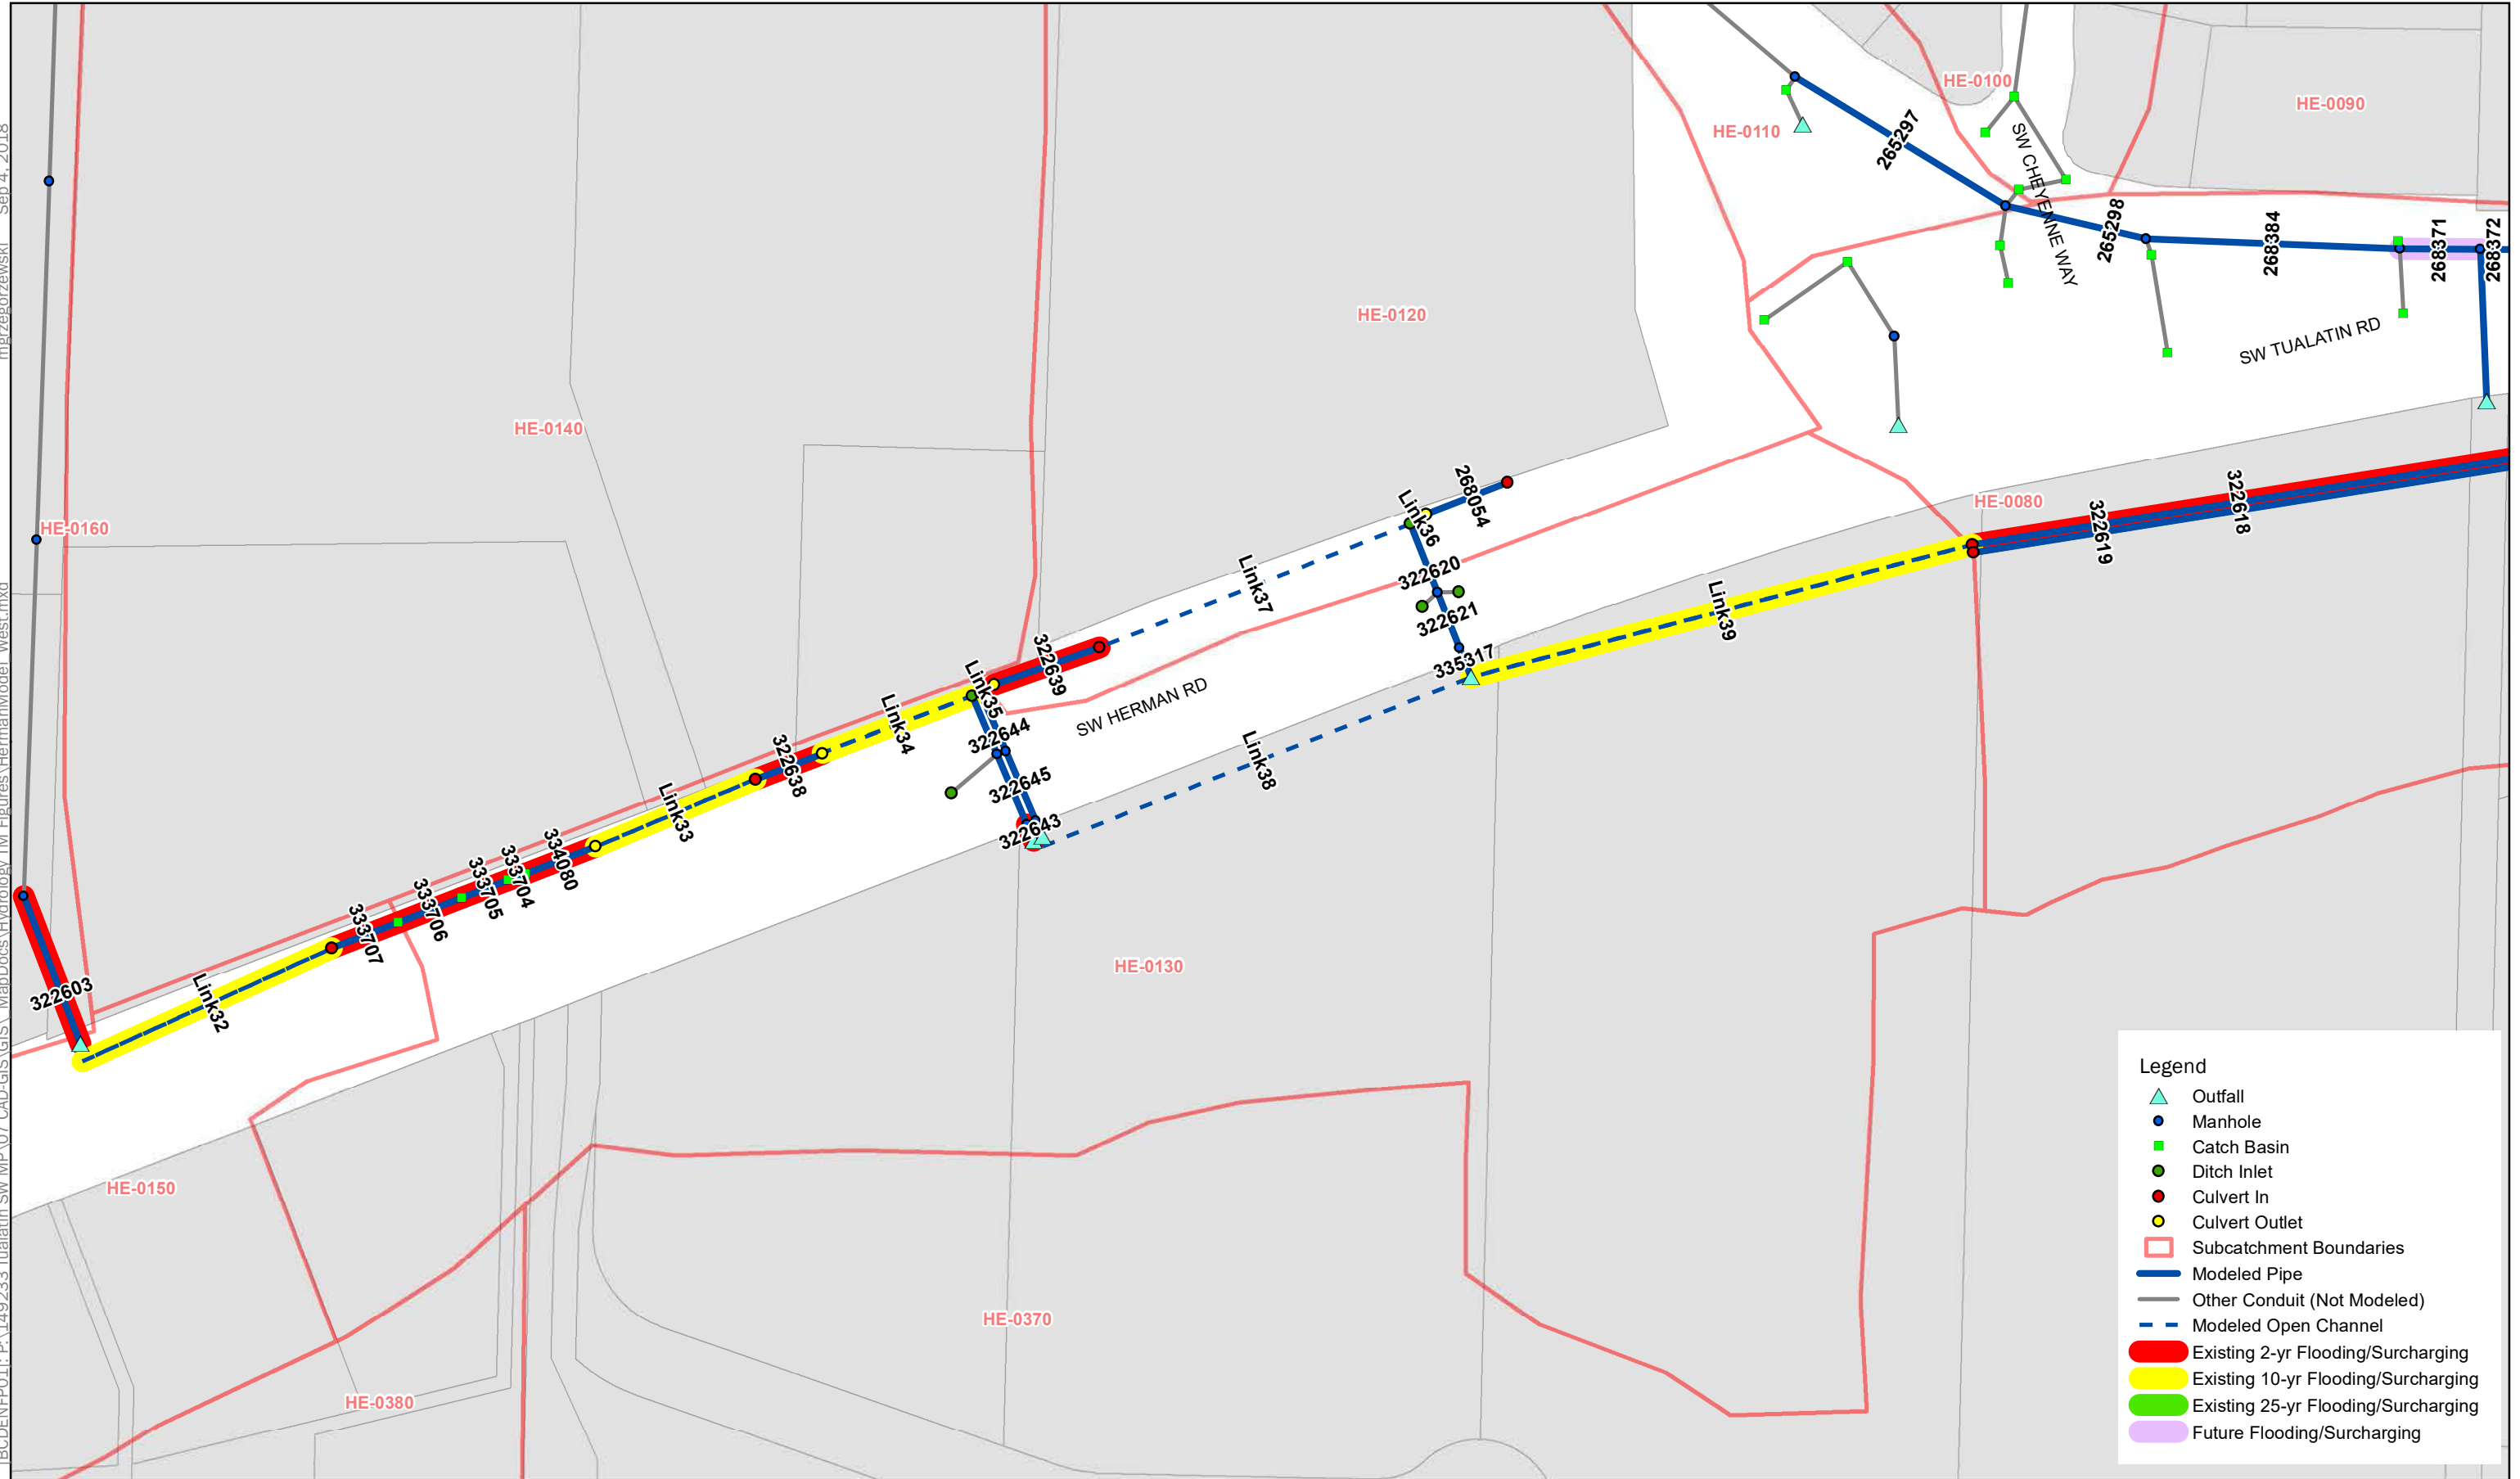 HE-0100
HE-0090
HE-0110
265297
SW CHEYENNE WAY
265298
268384
268371
268372
HE-0120
SW TUALATIN RD
HE-0140
HE-0160
268054
Link36
HE-0080
322618
322619
Link37
322620
322621
Link39
335317
322639
Link35
SW HERMAN RD
Link34
322644
322638
Link38
322645
Link33
322643
334080
333704
333705
333706
333707
HE-0130
322603
Link32
HE-0150
HE-0370
HE-0380
Legend
Outfall
Manhole
Catch Basin
Ditch Inlet
Culvert In
Culvert Outlet
Subcatchment Boundaries
Modeled Pipe
Other Conduit (Not Modeled)
Modeled Open Channel
Existing 2-yr Flooding/Surcharging
Existing 10-yr Flooding/Surcharging
Existing 25-yr Flooding/Surcharging
Future Flooding/Surcharging
mgrzegorzewski Sep 4, 2018